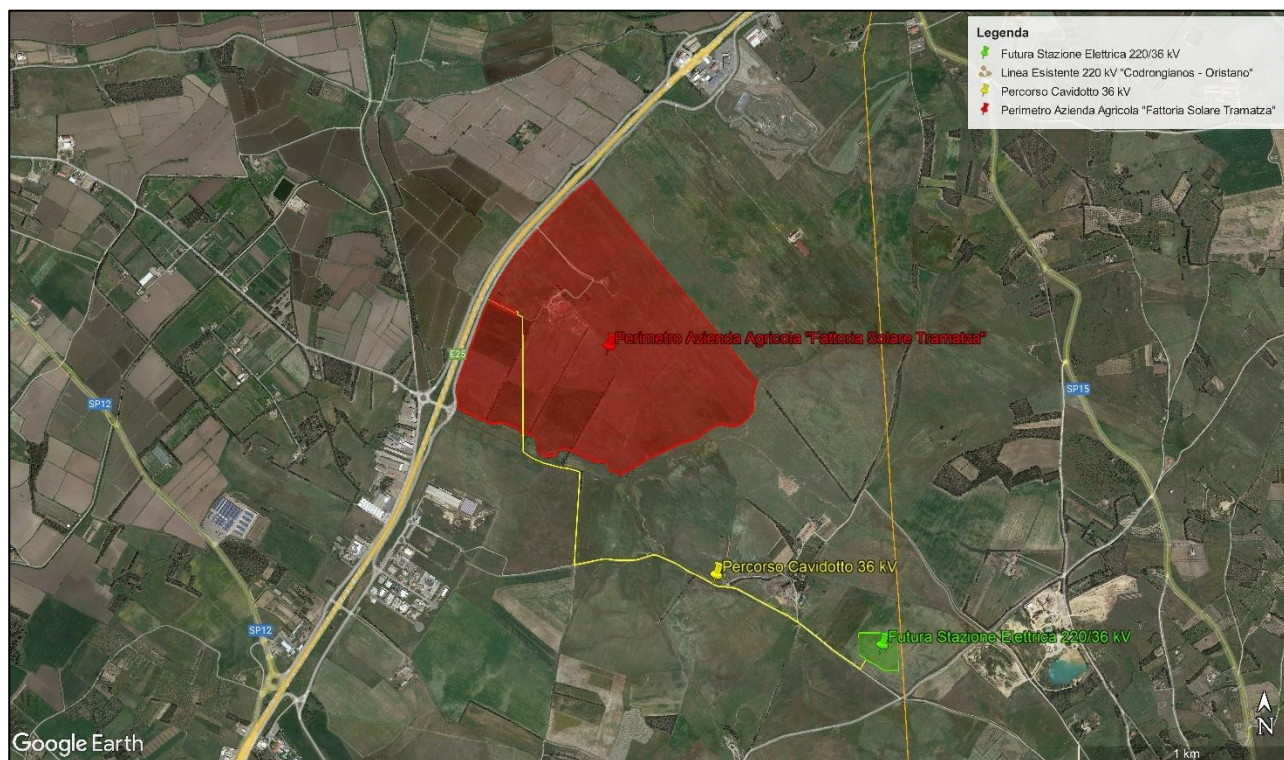 Legenda
Futura Stazione Elettrica 220/36 kV
Linea Esistente 220 kV "Codrongianos - Oristano"
Percorso Cavidotto 36 kV
Perimetro Azienda Agricola "Fattoria Solare Tramatza"
Perimetro Azienda Agricola "Fattoria Solare Tramatza"
E25
SP15
SP12
Percorso Cavidotto 36 kV
SP12
Futura Stazione Elettrica 220/36 kV
N
Google Earth
1 km